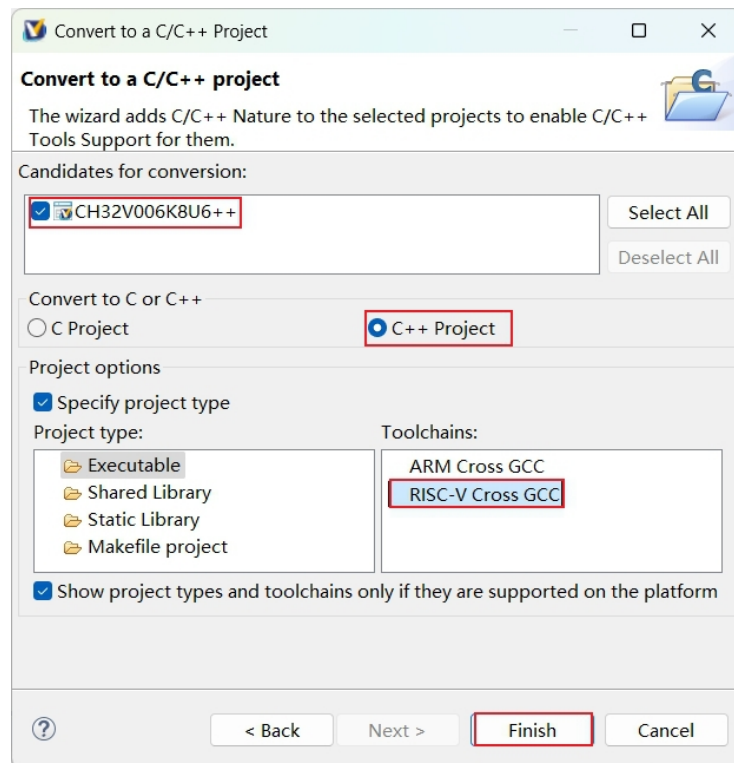 Convert to a C/C++ Project
Convert to a C/C++ project
The wizard adds C/C++ Nature to the selected projects to enable C/C++
Tools Support for them.
Candidates for conversion:
CH32V006K8U6++
Select All
Deselect All
Convert to C or C++
C Project
C++ Project
Project options
Specify project type
Project type:
Toolchains:
Executable
ARM Cross GCC
Shared Library
RISC-V Cross GCC
Static Library
Makefile project
Show project types and toolchains only if they are supported on the platform
?
< Back
Next >
Finish
Cancel